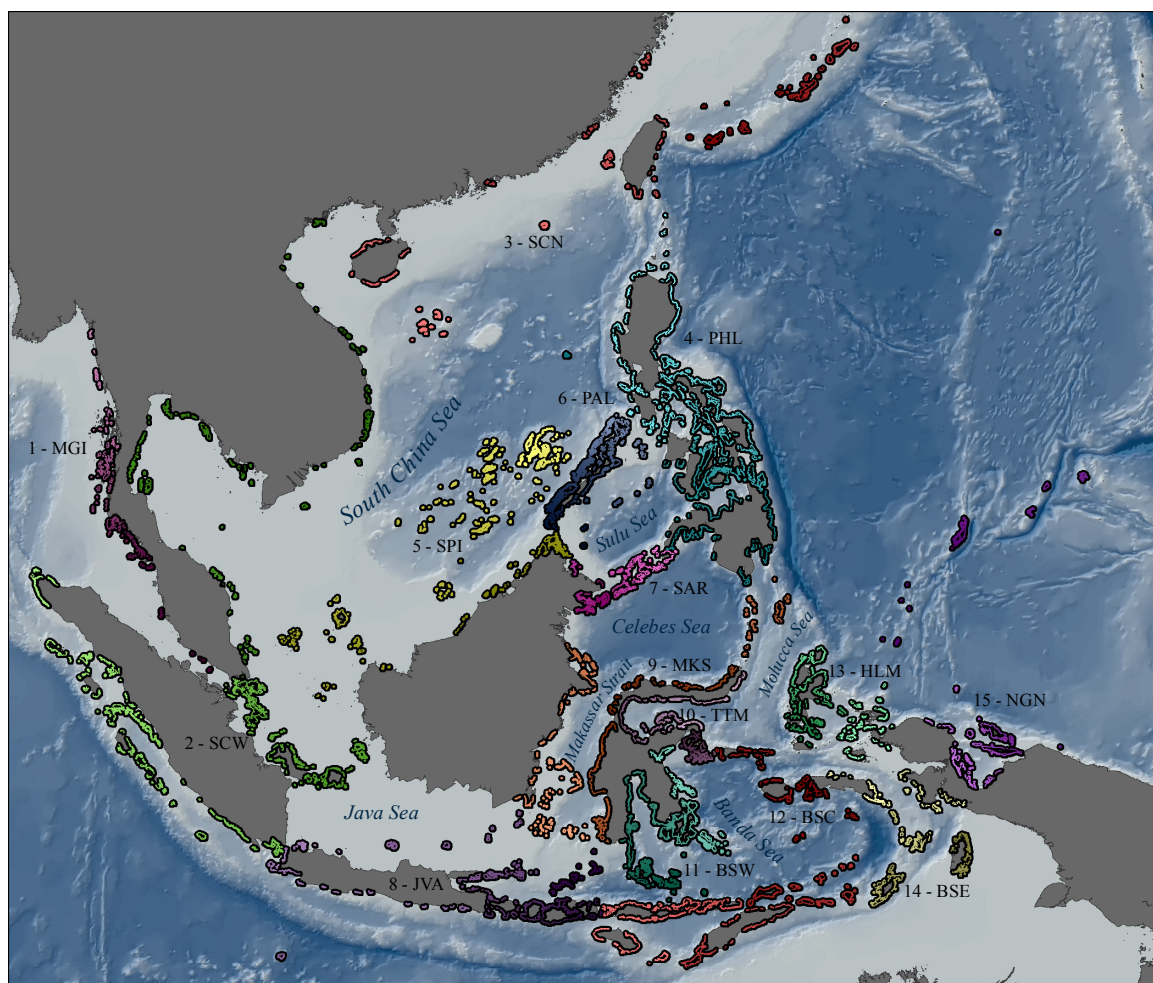 3 - SCN
4 - PHL
6 - PAL
1 - MGI
South China Sea
5 - SPI
Sulu Sea
7 - SAR
Celebes Sea
Molucca Sea
9 - MKS
13 - HLM
Makassar Strait
10 - TTM
15 - NGN
2 - SCW
Java Sea
Banda Sea
12 - BSC
11 - BSW
8 - JVA
14 - BSE